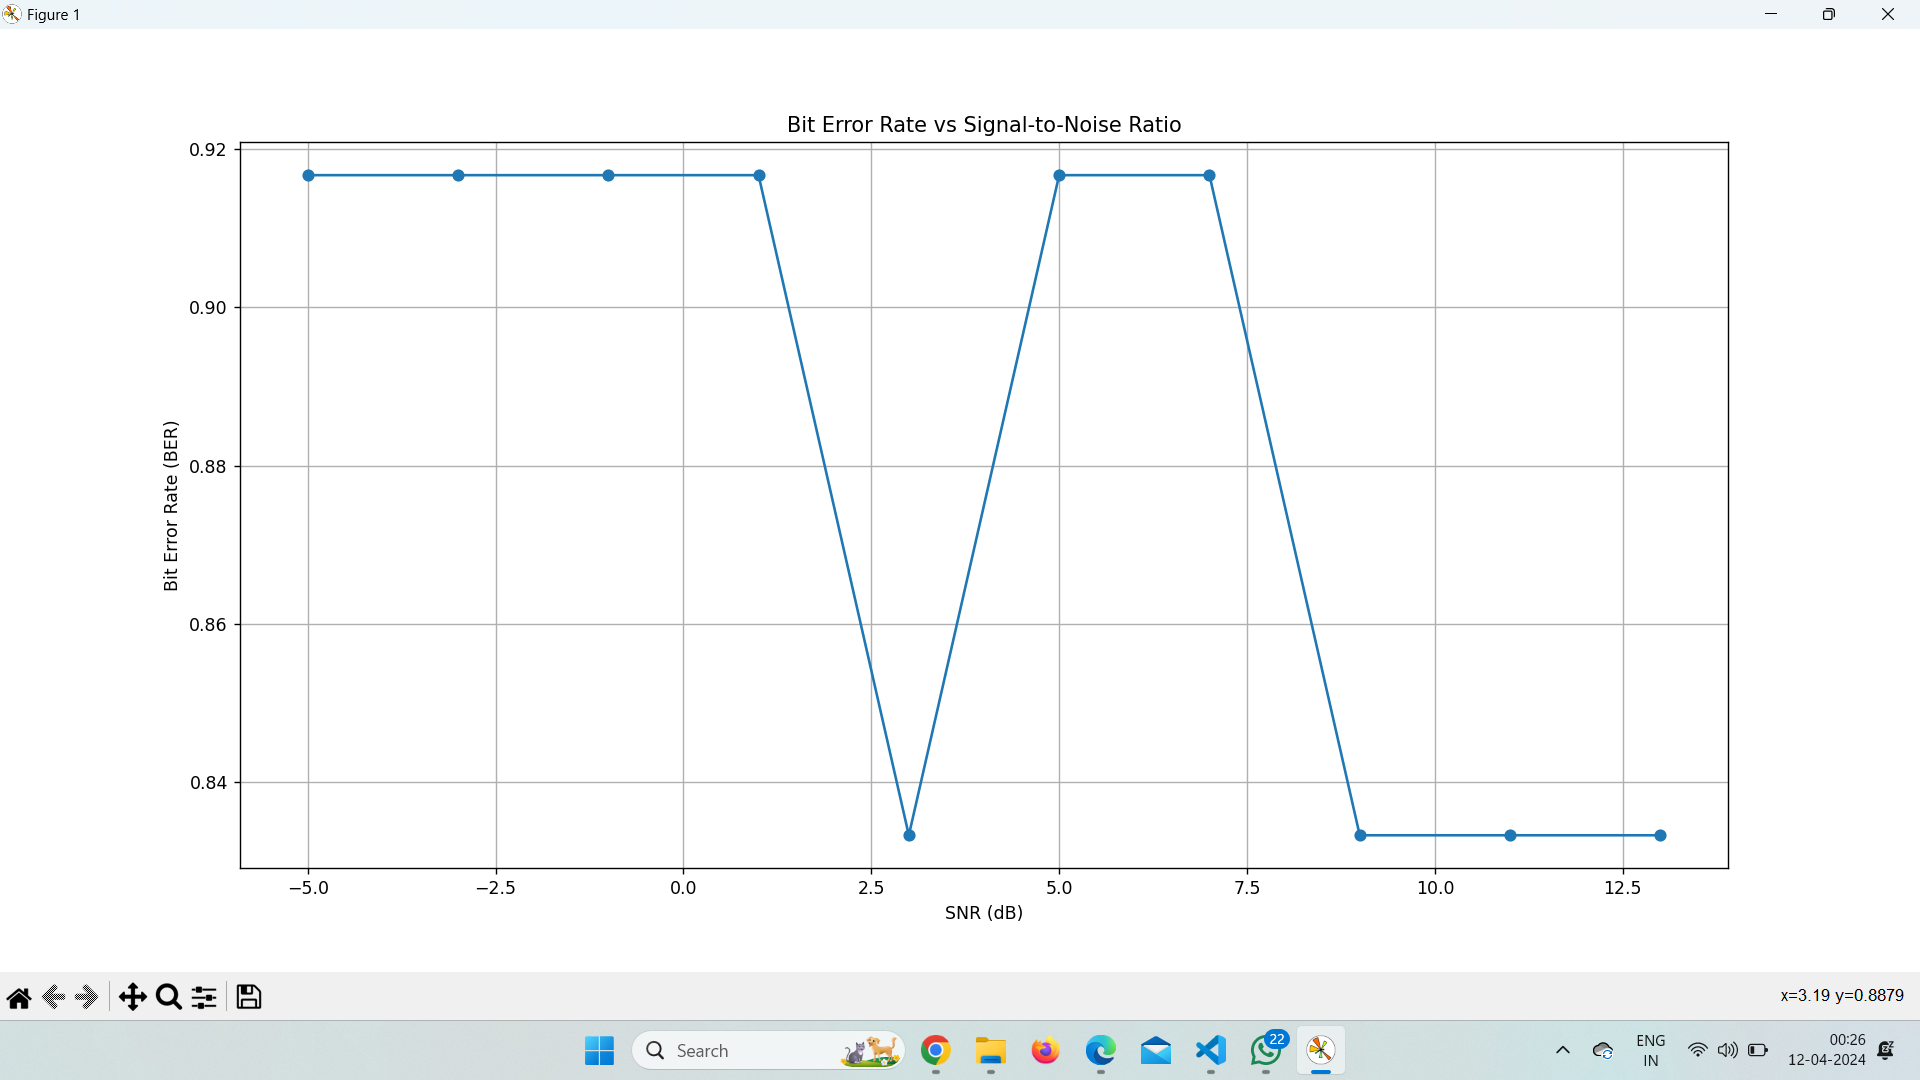 Figure 1
Bit Error Rate vs Signal-to-Noise Ratio
0.92
0.90
0.88
0.86
0.84
Bit Error Rate (BER)
−5.0 −2.5 0.0 2.5 5.0 7.5 10.0 12.5
SNR (dB)
x=3.19 y=0.8879
Search
22
ENG
IN
00:26
12-04-2024